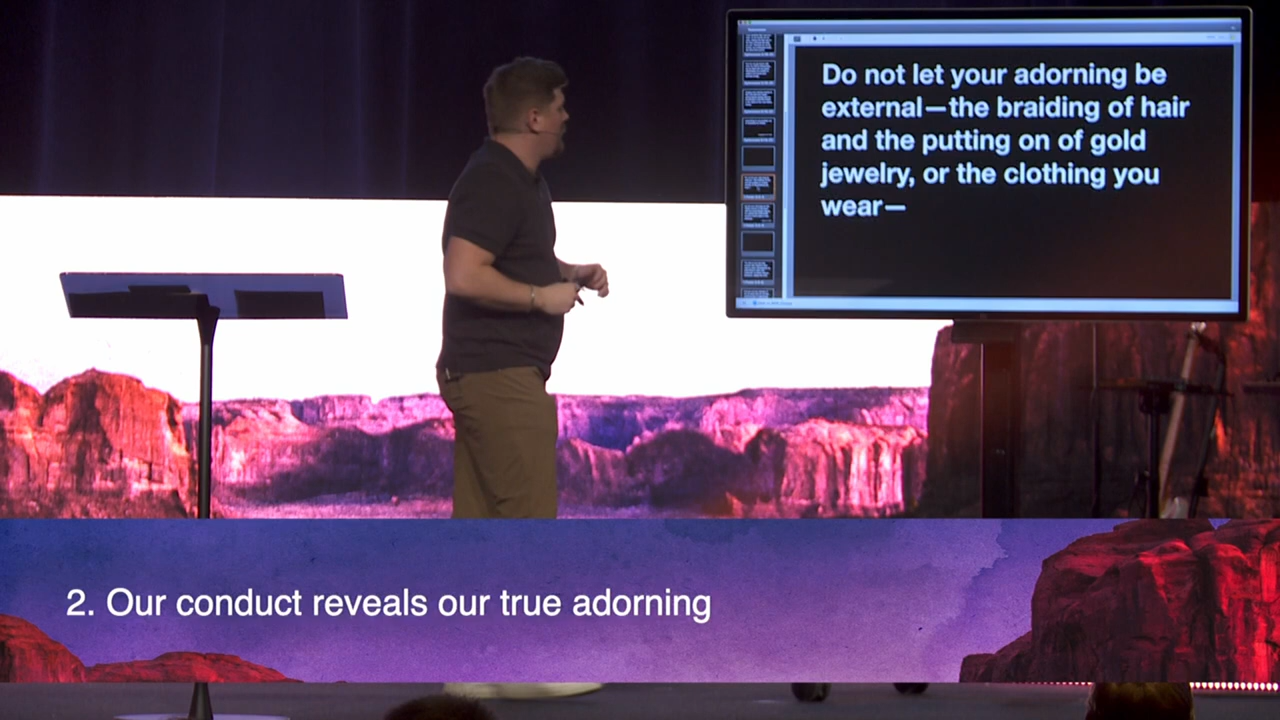 Do not let your adorning be
external—the braiding of hair
and the putting on of gold
jewelry, or the clothing you
wear—
2. Our conduct reveals our true adorning